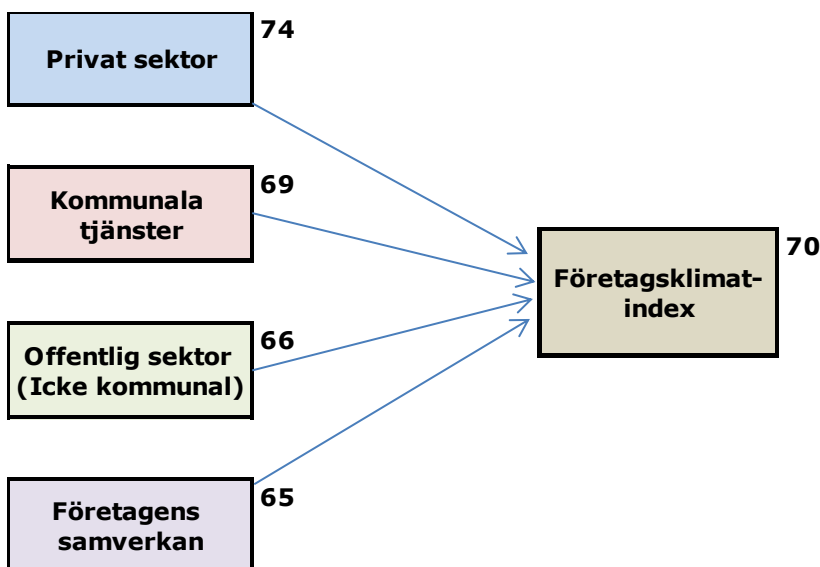 74
Privat sektor
69
Kommunala
tjänster
66
Offentlig sektor
(Icke kommunal)
65
Företagens
samverkan
70
Företagsklimat-
index